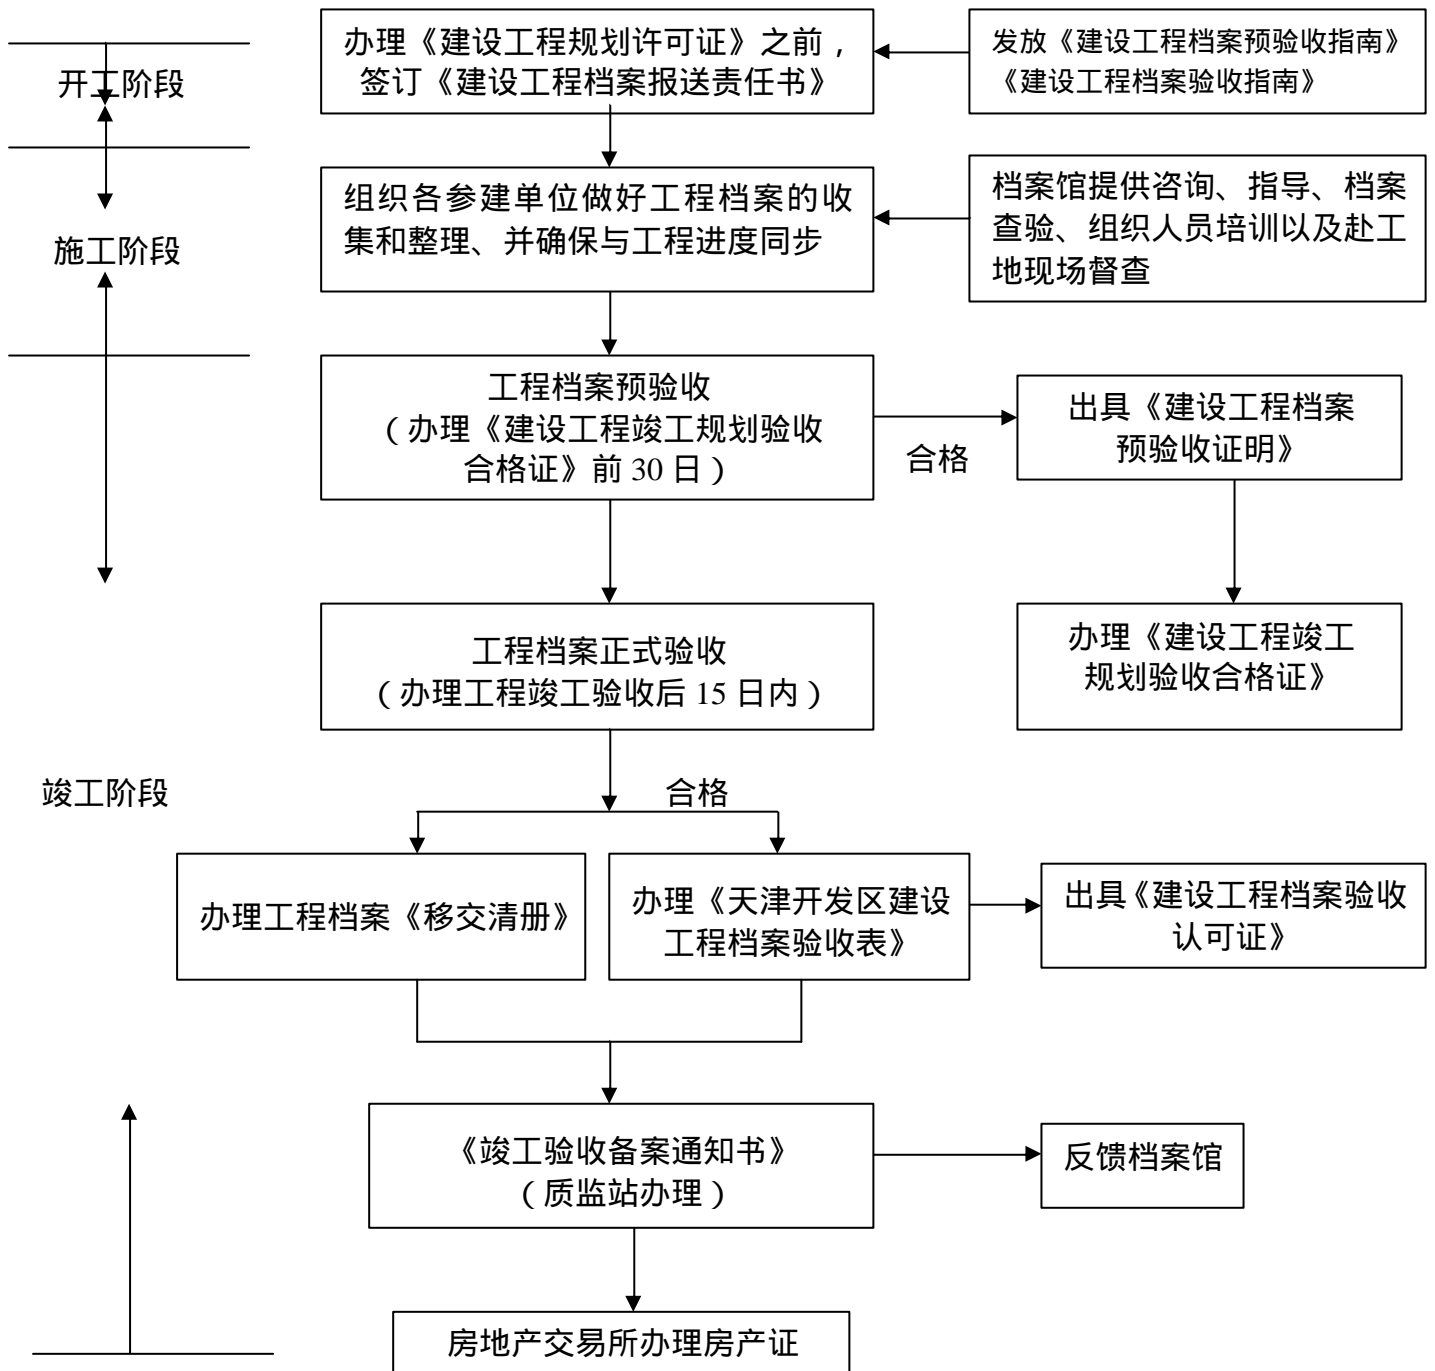 办理《建设工程规划许可证》之前，
签订《建设工程档案报送责任书》
发放《建设工程档案预验收指南》
《建设工程档案验收指南》
开工阶段
组织各参建单位做好工程档案的收
集和整理、并确保与工程进度同步
档案馆提供咨询、指导、档案
查验、组织人员培训以及赴工
地现场督查
施工阶段
工程档案预验收
（办理《建设工程竣工规划验收
合格证》前 30 日）
合格
出具《建设工程档案
预验收证明》
工程档案正式验收
（办理工程竣工验收后 15 日内）
办理《建设工程竣工
规划验收合格证》
竣工阶段
合格
办理工程档案《移交清册》
办理《天津开发区建设
工程档案验收表》
出具《建设工程档案验收
认可证》
《竣工验收备案通知书》
（质监站办理）
反馈档案馆
房地产交易所办理房产证